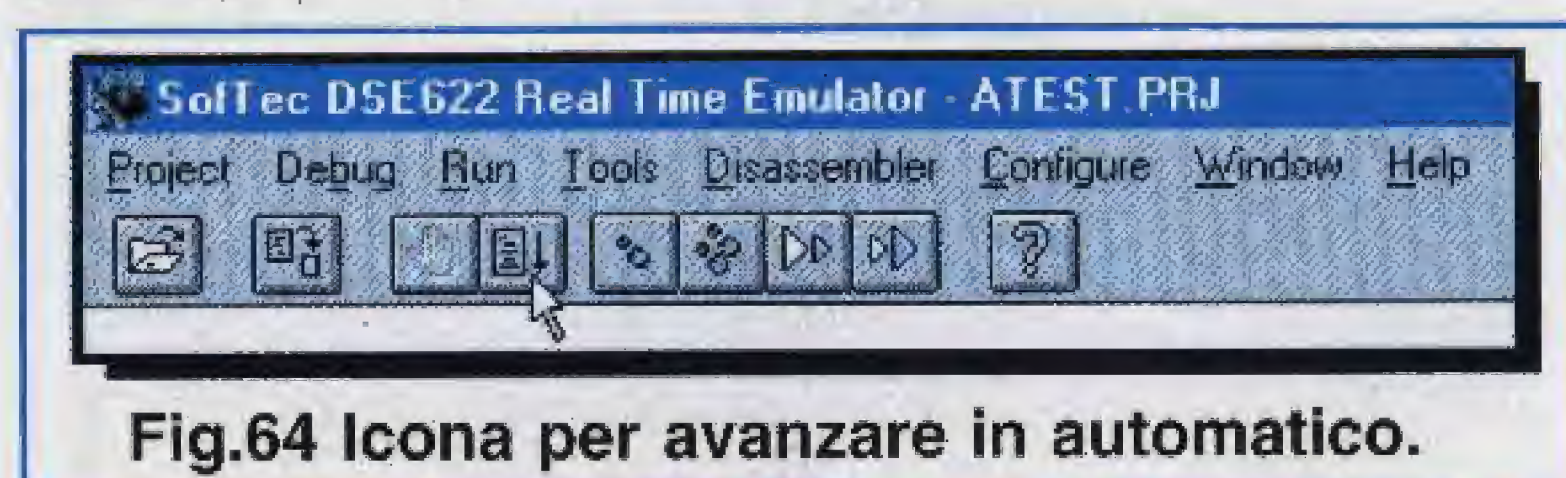 SofTec DSE622 Real Time Emulator - ATEST.PRJ
Project Debug Run Tools Disassembler Configure Window Help
Fig.64 Icona per avanzare in automatico.